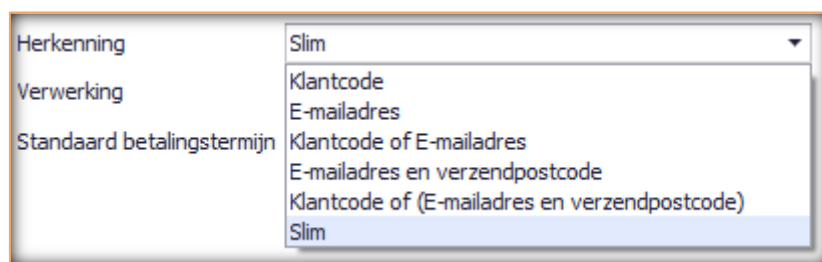 Herkenning Slim
Verwerking Klantcode
E-mailadres
Standaard betalingstermijn Klantcode of E-mailadres
E-mailadres en verzendpostcode
Klantcode of (E-mailadres en verzendpostcode)
Slim